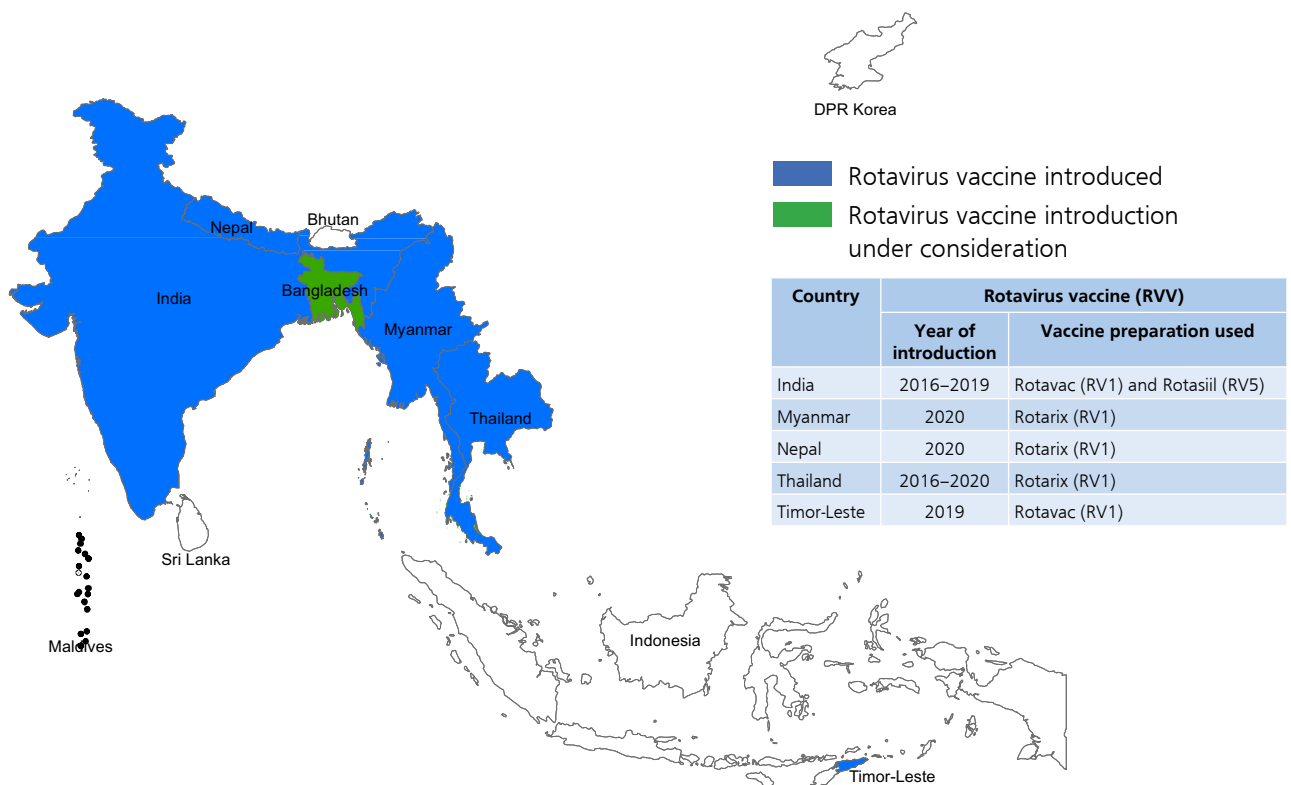 DPR Korea
Rotavirus vaccine introduced
Rotavirus vaccine introduction
under consideration
Bhutan
Nepal
India
Bangladesh
Myanmar
Thailand
Sri Lanka
Maldives
Indonesia
Timor-Leste
Country
Rotavirus vaccine (RVV)
Year of
introduction
Vaccine preparation used
India 2016–2019 Rotavac (RV1) and Rotasiil (RV5)
Myanmar 2020 Rotarix (RV1)
Nepal 2020 Rotarix (RV1)
Thailand 2016–2020 Rotarix (RV1)
Timor-Leste 2019 Rotavac (RV1)